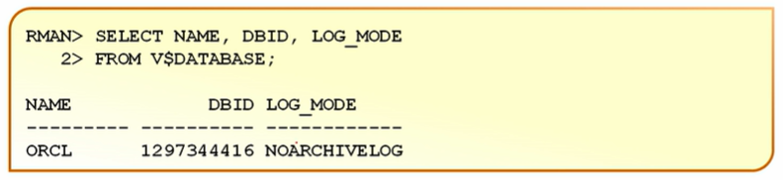 RMAN> SELECT NAME, DBID, LOG_MODE
2> FROM V$DATABASE;
NAME DBID LOG_MODE
--------- ---------- ------------
ORCL 1297344416 NOARCHIVELOG